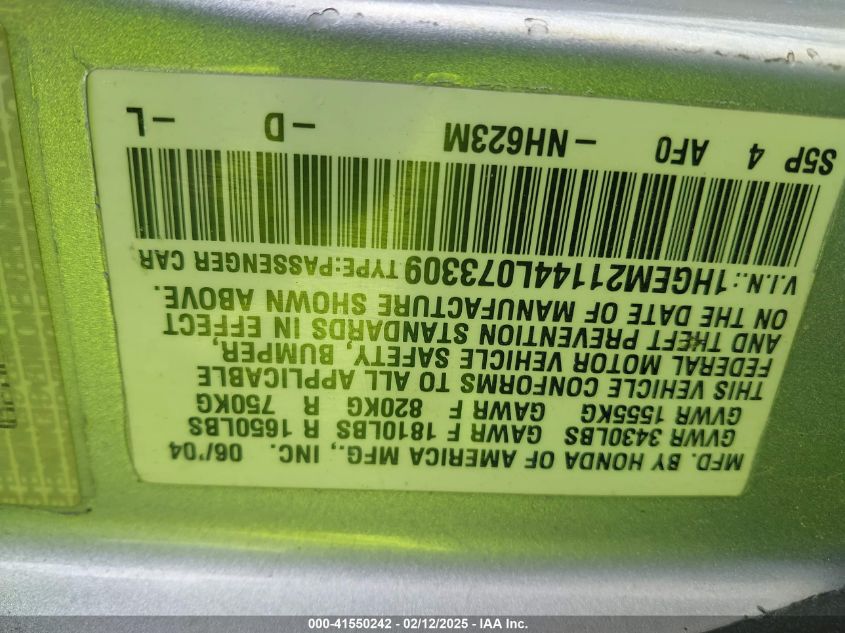 MFD. BY HONDA OF AMERICA MFG., INC. 06/'04
GVWR 3430LBS GAWR F 1810LBS R 1650LBS
GVWR 1555KG GAWR F 820KG R 750KG
THIS VEHICLE CONFORMS TO ALL APPLICABLE
FEDERAL MOTOR VEHICLE SAFETY, BUMPER,
AND THEFT PREVENTION STANDARDS IN EFFECT
ON THE DATE OF MANUFACTURE SHOWN ABOVE.
V.I.N.: 1HGEM21144L073309 TYPE:PASSENGER CAR
S5P 4 AF0 -NH623M -D -L
000-41550242 - 02/12/2025 - IAA Inc.